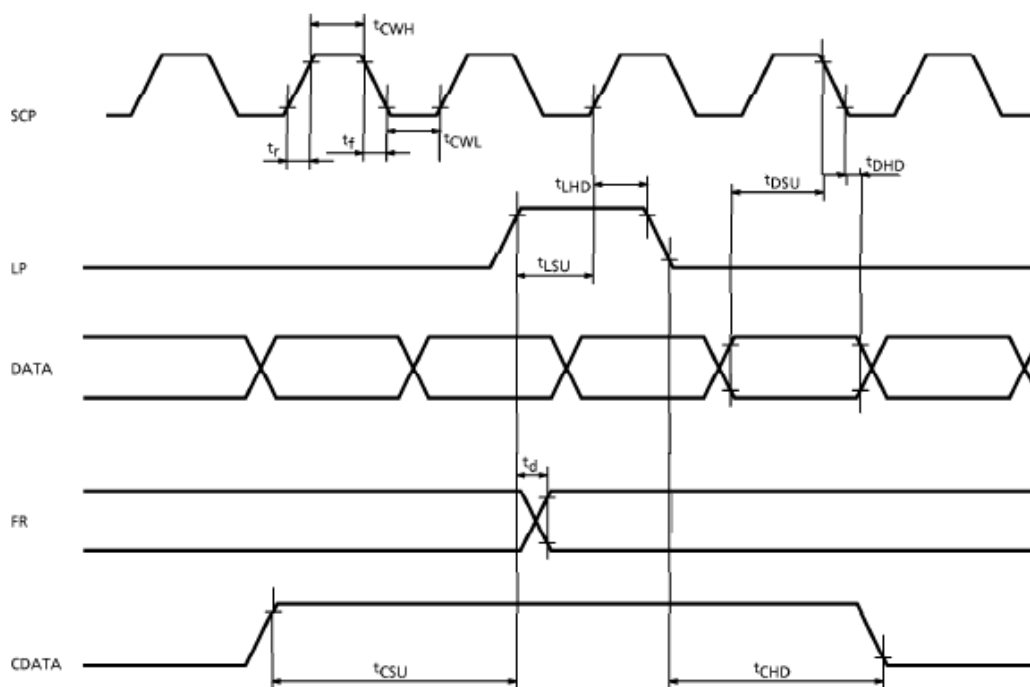 tCWH
SCP
tr
tf
tCWL
tLHD
tDSU
tDHD
LP
tLSU
DATA
td
FR
CDATA
tCSU
tCHD